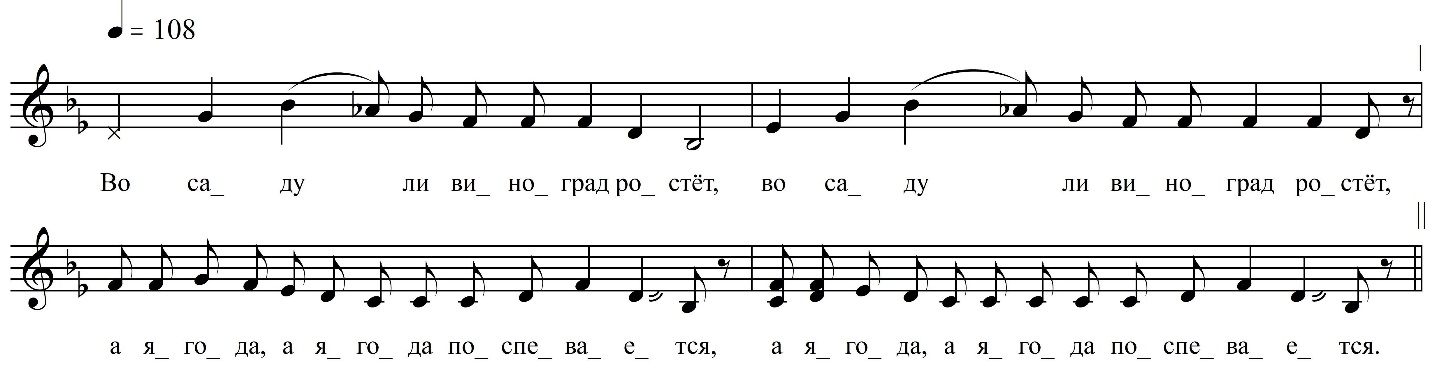 = 108
Во са_ ду ли ви_ но_ град ро_ стёт, во са_ ду ли ви_ но_ град ро_ стёт,
а я_ го_ да, а я_ го_ да по_ спе_ ва_ е_ тся, а я_ го_ да, а я_ го_ да по_ спе_ ва_ е_ тся.